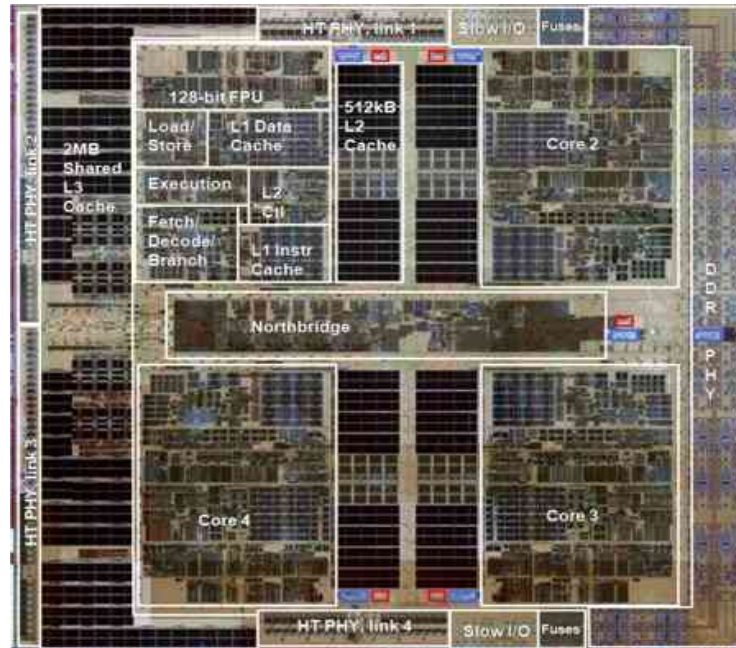 HT PHY, link 1
Slow I/O
Fuses
HT PHY, link 2
2MB
Shared
L3
Cache
128-bit FPU
Load/
Store
L1 Data
Cache
Execution
L2
Ctl
Fetch/
Decode/
Branch
L1 Instr
Cache
512kB
L2
Cache
Core 2
Northbridge
DDR PHY
HT PHY, link 3
Core 4
Core 3
HT PHY, link 4
Slow I/O
Fuses